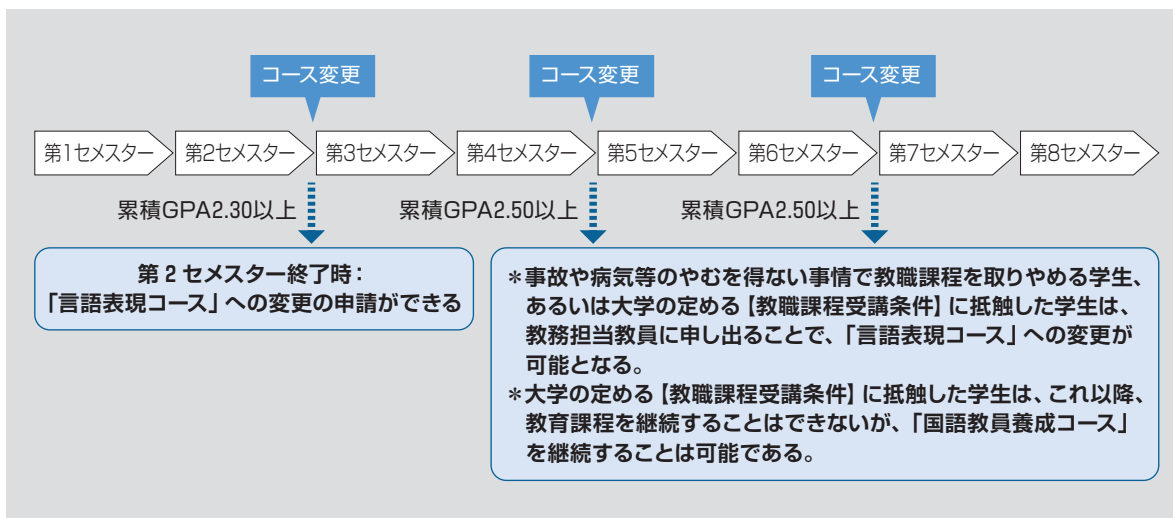 コース変更
コース変更
コース変更
第1セメスター
第2セメスター
第3セメスター
第4セメスター
第5セメスター
第6セメスター
第7セメスター
第8セメスター
累積GPA2.30以上
累積GPA2.50以上
累積GPA2.50以上
第2セメスター終了時：
「言語表現コース」への変更の申請ができる
＊事故や病気等のやむを得ない事情で教職課程を取りやめる学生、
あるいは大学の定める【教職課程受講条件】に抵触した学生は、
教務担当教員に申し出ることで、「言語表現コース」への変更が
可能となる。
＊大学の定める【教職課程受講条件】に抵触した学生は、これ以降、
教育課程を継続することはできないが、「国語教員養成コース」
を継続することは可能である。